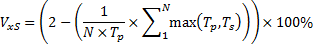 V_{xS} = \left( 2 - \left( \frac{1}{N \times T_p} \times \sum_{1}^{N} \max(T_p, T_s) \right) \right) \times 100\%